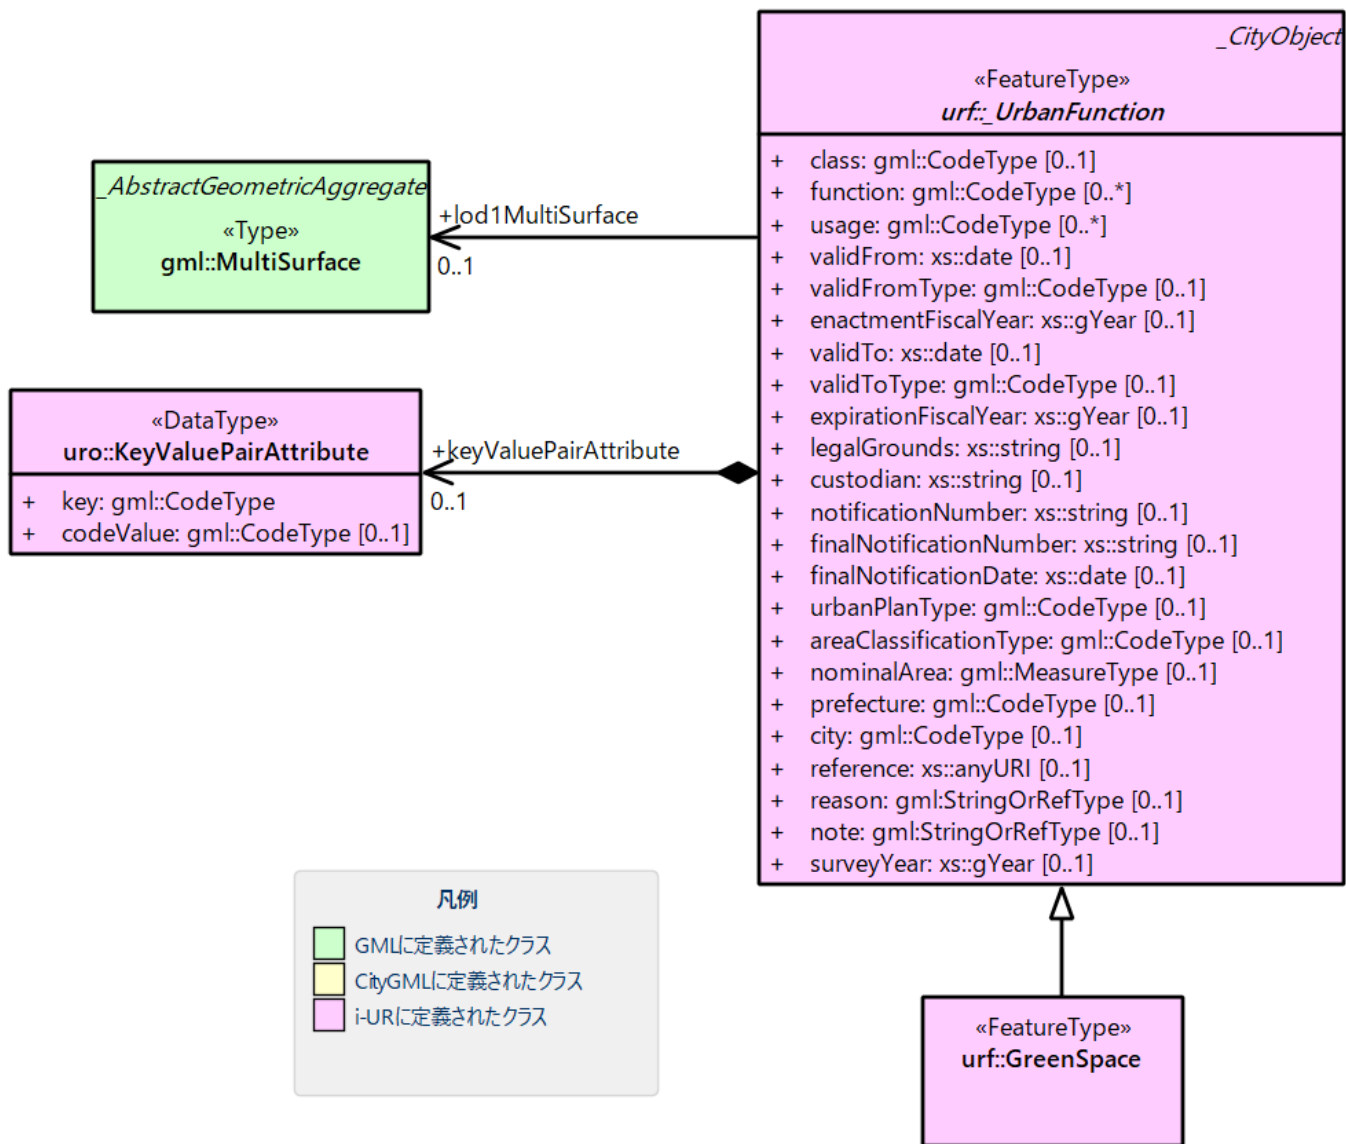 _CityObject
«FeatureType»
urf::_UrbanFunction
+ class: gml::CodeType [0..1]
+ function: gml::CodeType [0..*]
+ usage: gml::CodeType [0..*]
+ validFrom: xs::date [0..1]
+ validFromType: gml::CodeType [0..1]
+ enactmentFiscalYear: xs::gYear [0..1]
+ validTo: xs::date [0..1]
+ validToType: gml::CodeType [0..1]
+ expirationFiscalYear: xs::gYear [0..1]
+ legalGrounds: xs::string [0..1]
+ custodian: xs::string [0..1]
+ notificationNumber: xs::string [0..1]
+ finalNotificationNumber: xs::string [0..1]
+ finalNotificationDate: xs::date [0..1]
+ urbanPlanType: gml::CodeType [0..1]
+ areaClassificationType: gml::CodeType [0..1]
+ nominalArea: gml::MeasureType [0..1]
+ prefecture: gml::CodeType [0..1]
+ city: gml::CodeType [0..1]
+ reference: xs::anyURI [0..1]
+ reason: gml:StringOrRefType [0..1]
+ note: gml:StringOrRefType [0..1]
+ surveyYear: xs::gYear [0..1]
_AbstractGeometricAggregate
«Type»
gml::MultiSurface
+lod1MultiSurface
0..1
«DataType»
uro::KeyValuePairAttribute
+ key: gml::CodeType
+ codeValue: gml::CodeType [0..1]
+keyValuePairAttribute
0..1
凡例
GMLに定義されたクラス
CityGMLに定義されたクラス
i-URに定義されたクラス
«FeatureType»
urf::GreenSpace